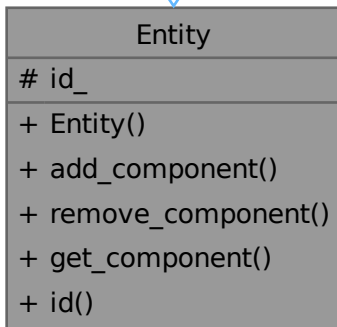 Entity
# id_
+ Entity()
+ add_component()
+ remove_component()
+ get_component()
+ id()